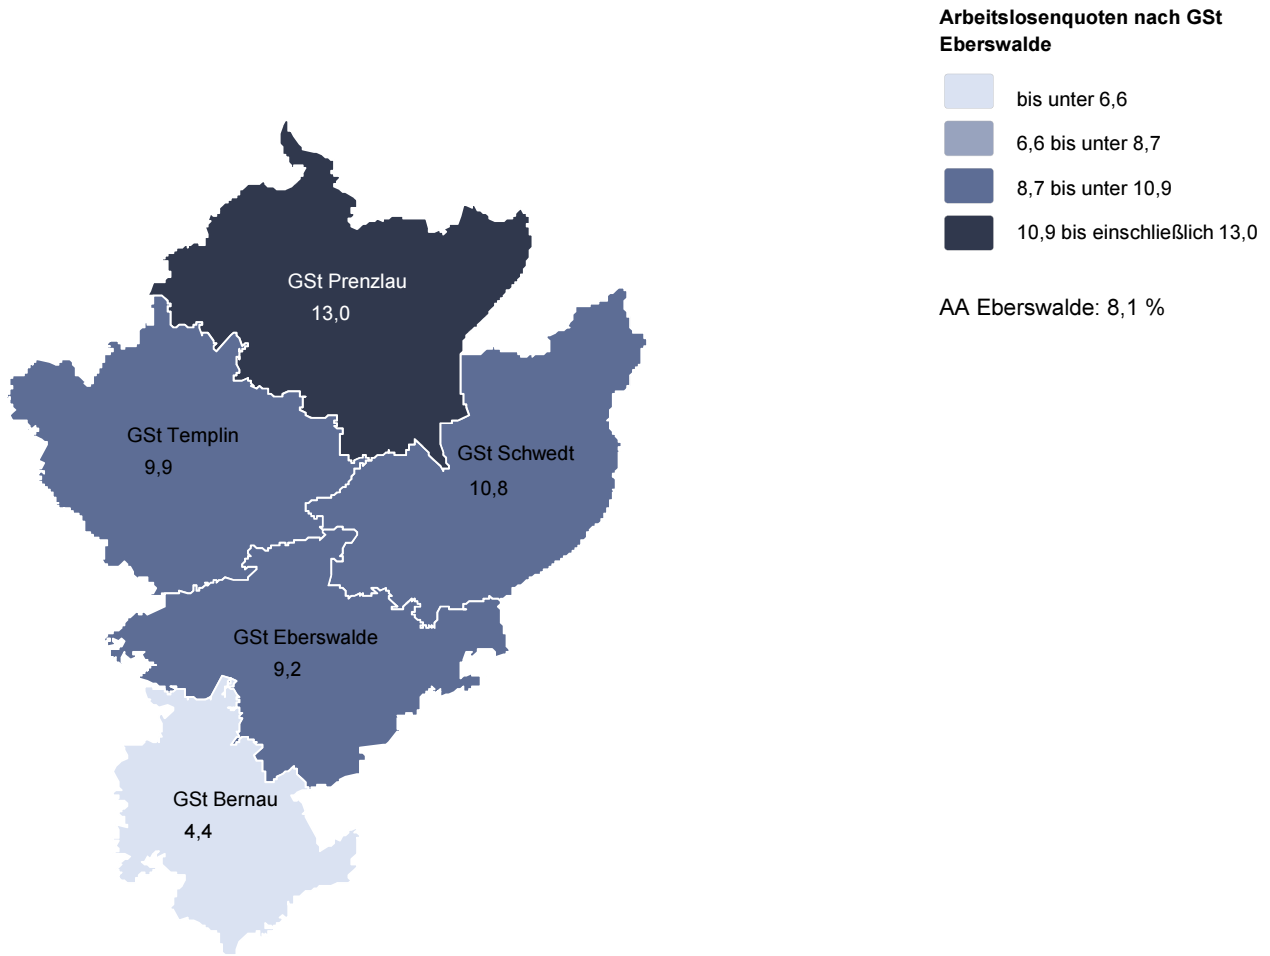 Arbeitslosenquoten nach GSt
Eberswalde
bis unter 6,6
6,6 bis unter 8,7
8,7 bis unter 10,9
10,9 bis einschließlich 13,0
AA Eberswalde: 8,1 %
GSt Prenzlau
13,0
GSt Templin
9,9
GSt Schwedt
10,8
GSt Eberswalde
9,2
GSt Bernau
4,4